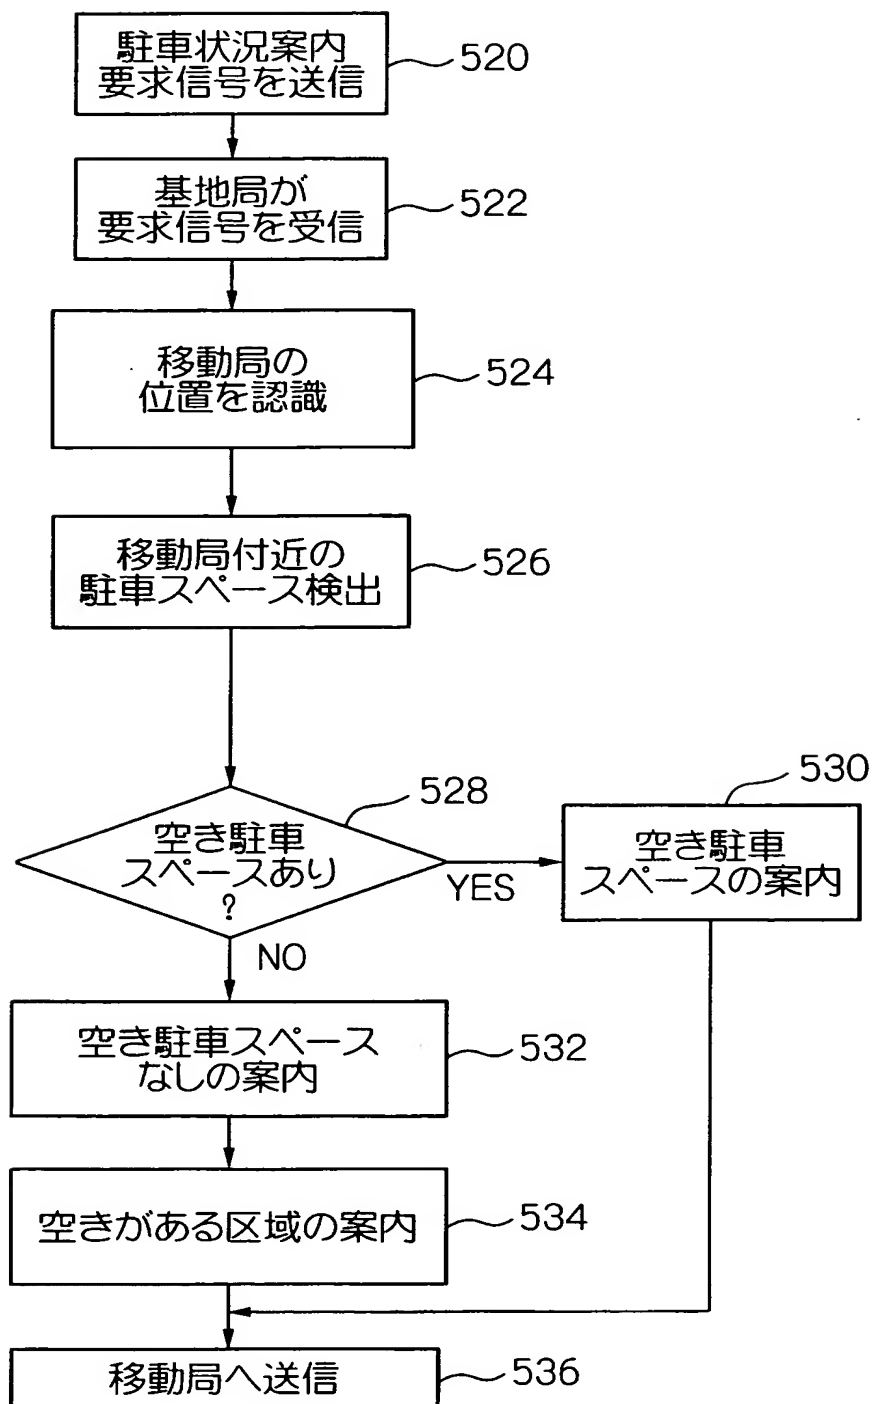 駐車状況案内
要求信号を送信
520
基地局が
要求信号を受信
522
移動局の
位置を認識
524
移動局付近の
駐車スペース検出
526
528
空き駐車
スペースあり
?
YES
530
空き駐車
スペースの案内
NO
空き駐車スペース
なしの案内
532
空きがある区域の案内
534
移動局へ送信
536